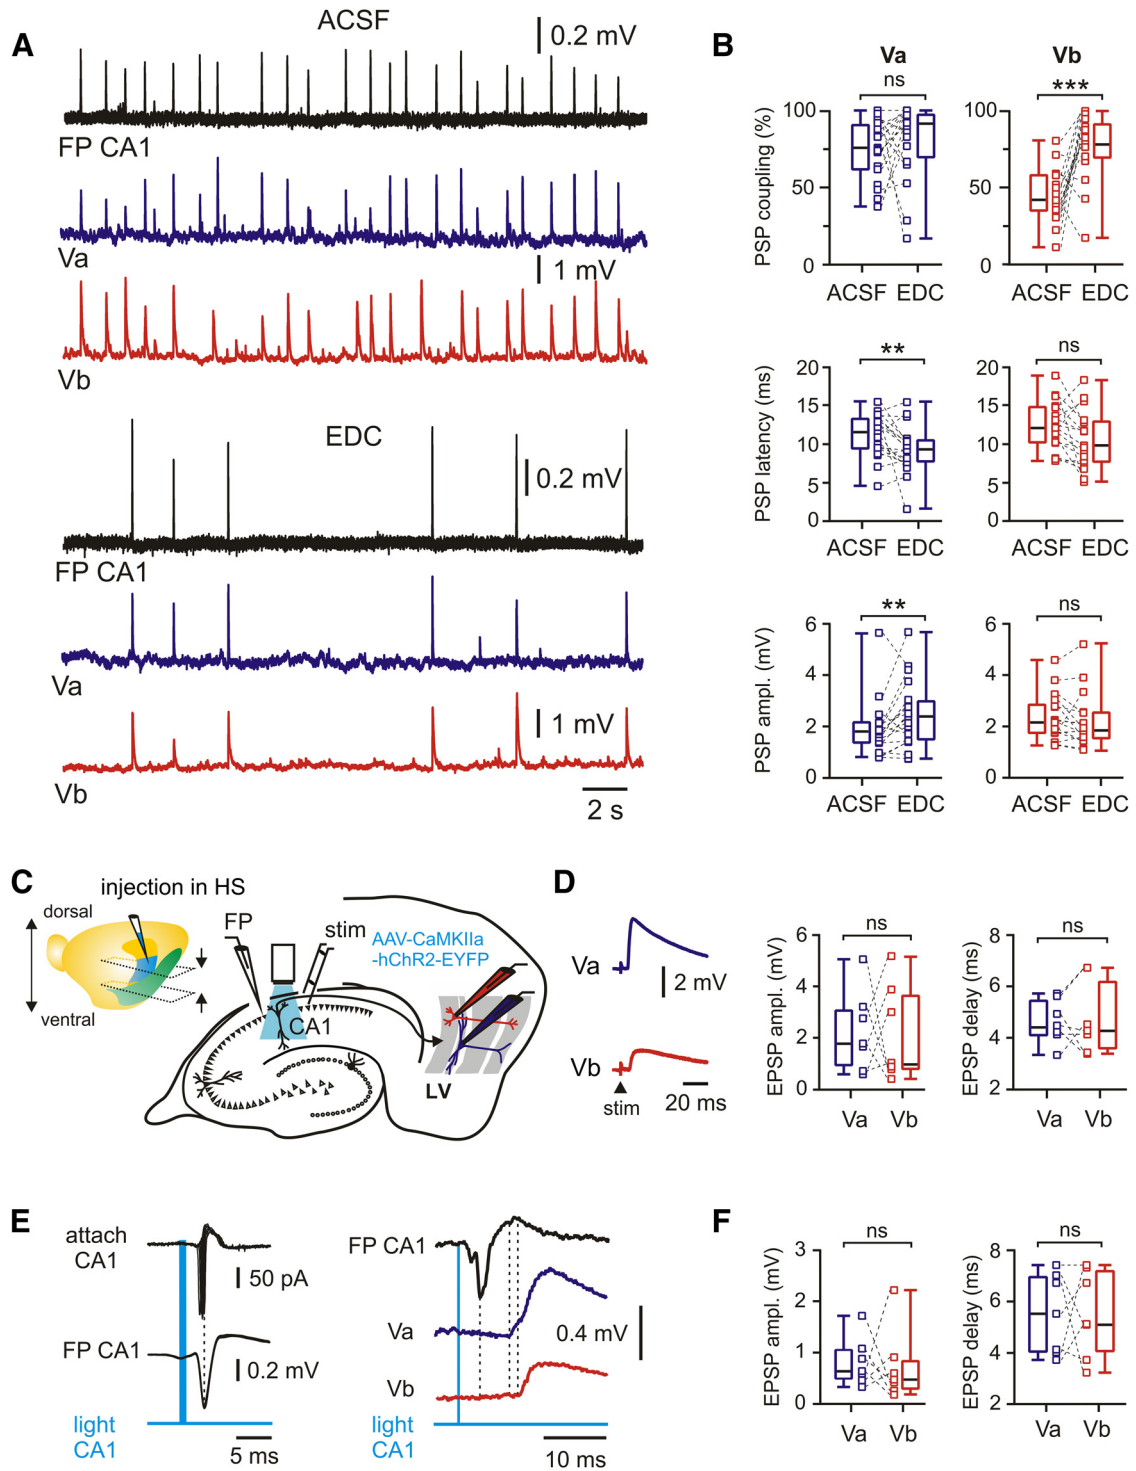 A
ACSF
0.2 mV
FP CA1
Va
1 mV
Vb
EDC
0.2 mV
FP CA1
Va
1 mV
Vb
2 s
B
Va
Vb
ns
***
PSP coupling (%)
100
50
0
100
50
0
ACSF EDC
ACSF EDC
**
ns
PSP latency (ms)
20
15
10
5
0
20
15
10
5
0
ACSF EDC
ACSF EDC
**
ns
PSP ampl. (mV)
6
4
2
0
6
4
2
0
ACSF EDC
ACSF EDC
C
injection in HS
dorsal
ventral
FP
stim
AAV-CaMKIIa
-hChR2-EYFP
CA1
LV
D
Va
2 mV
Vb
stim
20 ms
ns
EPSP ampl. (mV)
6
4
2
0
Va Vb
ns
EPSP delay (ms)
8
6
4
2
Va Vb
E
attach
CA1
50 pA
FP CA1
0.2 mV
light
CA1
5 ms
FP CA1
Va
0.4 mV
Vb
light
CA1
10 ms
F
ns
EPSP ampl. (mV)
3
2
1
0
Va Vb
ns
EPSP delay (ms)
8
6
4
2
Va Vb